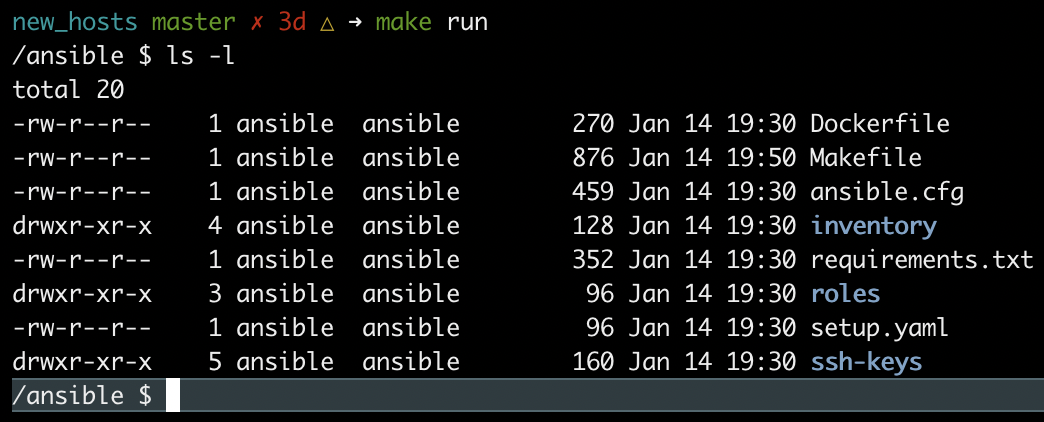 new_hosts master ✗ 3d △ ➜ make run
/ansible $ ls -l
total 20
-rw-r--r--    1 ansible  ansible        270 Jan 14 19:30 Dockerfile
-rw-r--r--    1 ansible  ansible        876 Jan 14 19:50 Makefile
-rw-r--r--    1 ansible  ansible        459 Jan 14 19:30 ansible.cfg
drwxr-xr-x    4 ansible  ansible        128 Jan 14 19:30 inventory
-rw-r--r--    1 ansible  ansible        352 Jan 14 19:30 requirements.txt
drwxr-xr-x    3 ansible  ansible         96 Jan 14 19:30 roles
-rw-r--r--    1 ansible  ansible         96 Jan 14 19:30 setup.yaml
drwxr-xr-x    5 ansible  ansible        160 Jan 14 19:30 ssh-keys
/ansible $